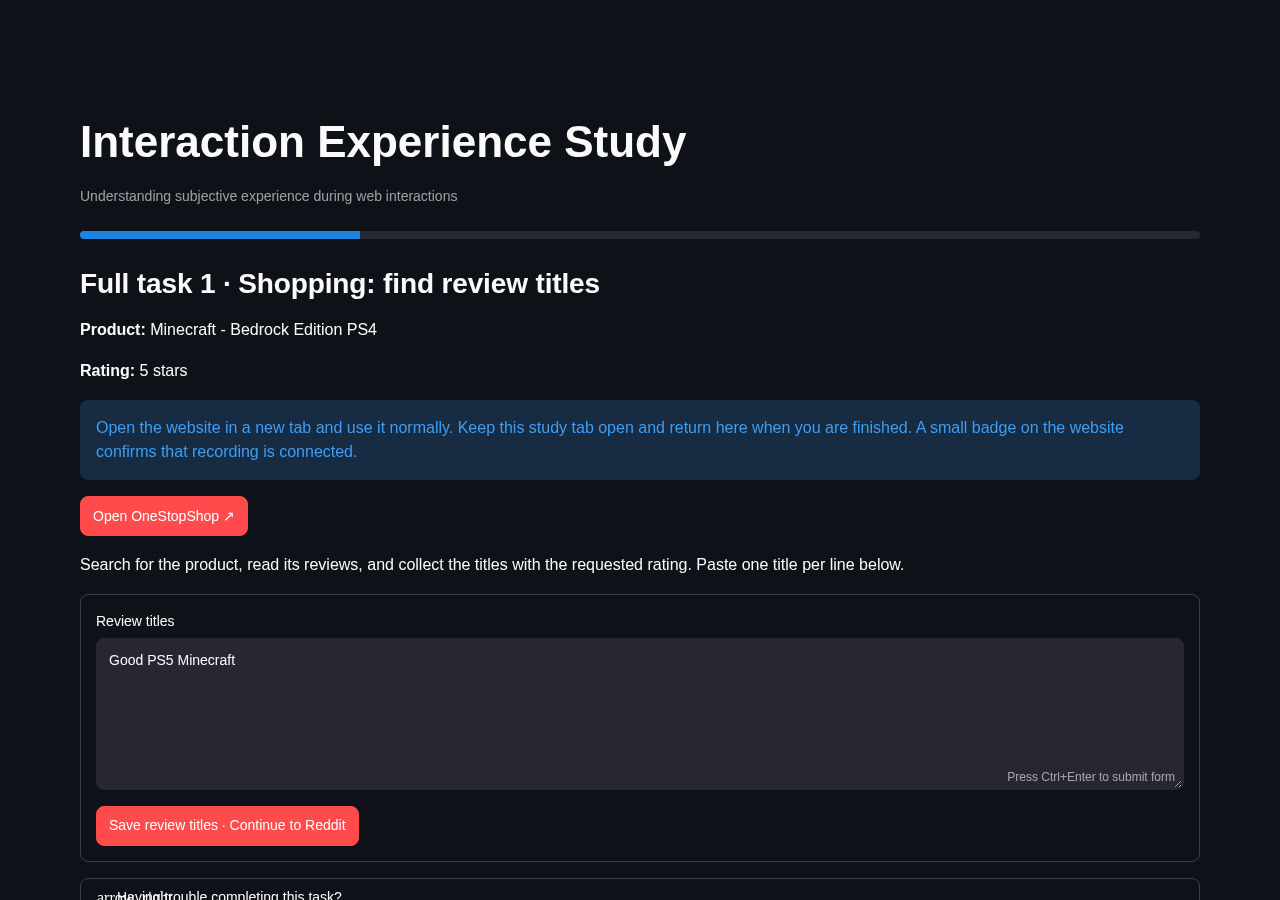 Interaction Experience Study
Understanding subjective experience during web interactions
Full task 1 · Shopping: find review titles
Product: Minecraft - Bedrock Edition PS4
Rating: 5 stars
Open the website in a new tab and use it normally. Keep this study tab open and return here when you are finished. A small badge on the website
confirms that recording is connected.
Open OneStopShop ↗
Search for the product, read its reviews, and collect the titles with the requested rating. Paste one title per line below.
Review titles
Good PS5 Minecraft
Press Ctrl+Enter to submit form
Save review titles · Continue to Reddit
Having trouble completing this task?